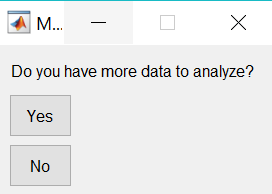 M...
Do you have more data to analyze?
Yes
No